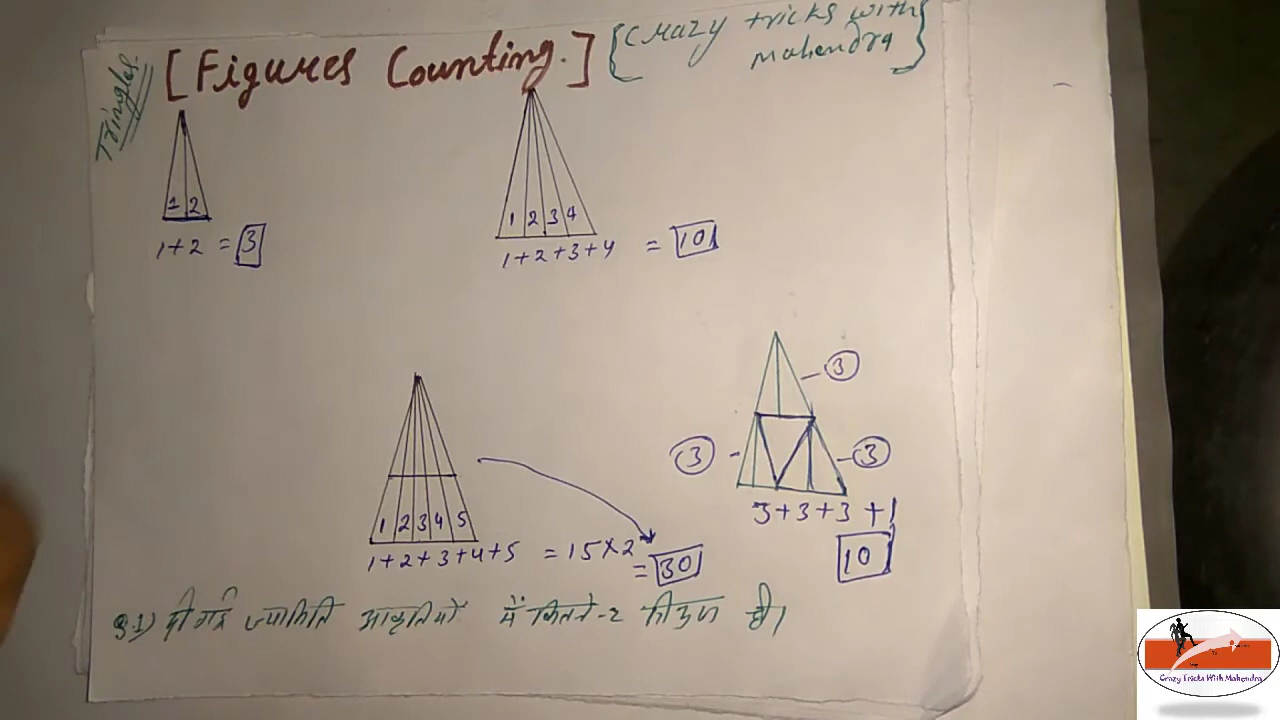 Tringles
[Figures Counting.] {Crazy tricks with
Mahendra}
1 2
1+2 = 3
1 2 3 4
1+2+3+4 = 10
3
3
3
3+3+3+1
10
1 2 3 4 5
1+2+3+4+5 = 15×2
= 30
Q.1) दी गई ज्यामिति आकृतियों में कितने-2 त्रिभुज है।
Crazy Tricks With Mahendra